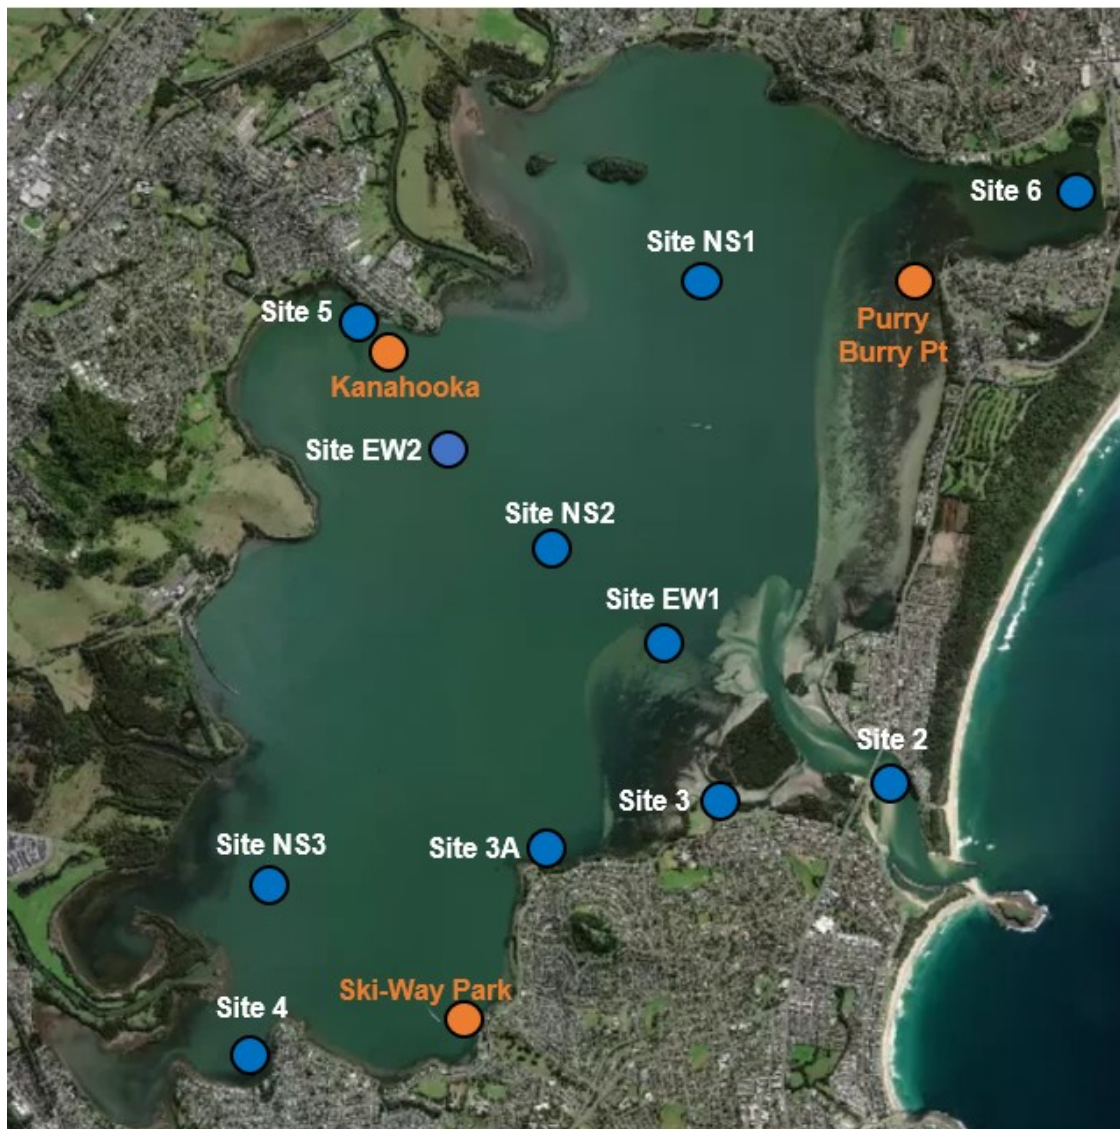 Site 6
Site NS1
Site 5
Purry
Burry Pt
Kanahooka
Site EW2
Site NS2
Site EW1
Site 2
Site 3
Site NS3
Site 3A
Ski-Way Park
Site 4